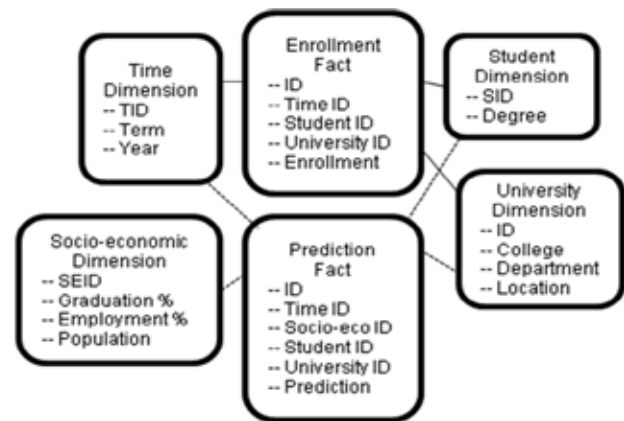 Time
Dimension
-- TID
-- Term
-- Year
Enrollment
Fact
-- ID
-- Time ID
-- Student ID
-- University ID
-- Enrollment
Student
Dimension
-- SID
-- Degree
University
Dimension
-- ID
-- College
-- Department
-- Location
Socio-economic
Dimension
-- SEID
-- Graduation %
-- Employment %
-- Population
Prediction
Fact
-- ID
-- Time ID
-- Socio-eco ID
-- Student ID
-- University ID
-- Prediction